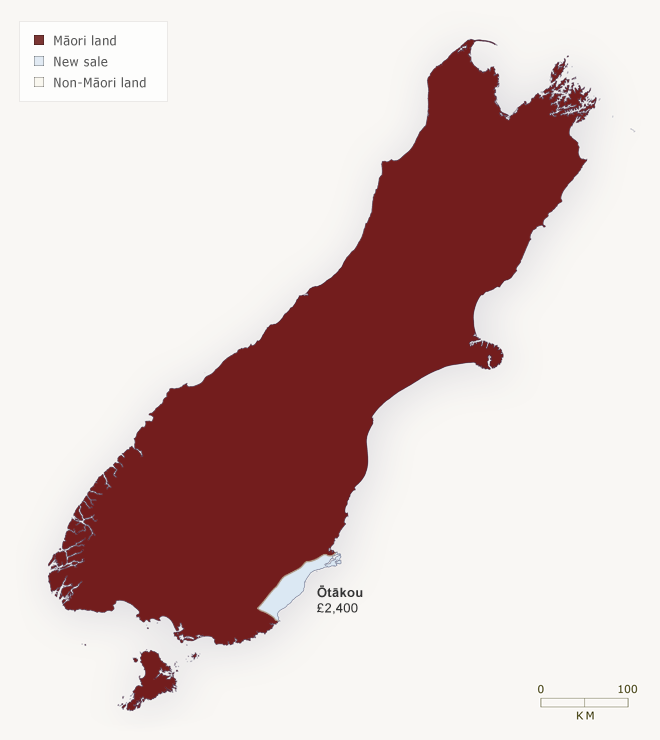 Māori land
New sale
Non-Māori land
Ōtākou
£2,400
0 100
KM